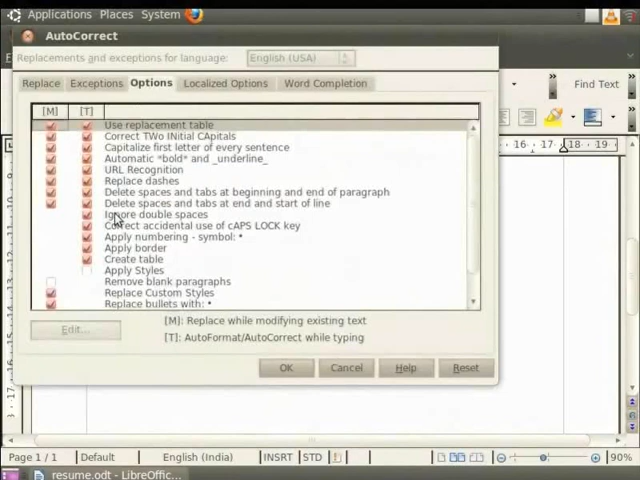 Applications Places System
AutoCorrect
Replacements and exceptions for language: English (USA)
Replace Exceptions Options Localized Options Word Completion
Find Text
[M] [T]
Use replacement table
Correct TWo INitial CApitals
Capitalize first letter of every sentence
Automatic *bold* and _underline_
URL Recognition
Replace dashes
Delete spaces and tabs at beginning and end of paragraph
Delete spaces and tabs at end and start of line
Ignore double spaces
Correct accidental use of cAPS LOCK key
Apply numbering - symbol: •
Apply border
Create table
Apply Styles
Remove blank paragraphs
Replace Custom Styles
Replace bullets with: •
16 · 18 · 19
Edit...
[M]: Replace while modifying existing text
[T]: AutoFormat/AutoCorrect while typing
OK Cancel Help Reset
Page 1 / 1 Default English (India) INSRT STD 90%
resume.odt - LibreOffic...